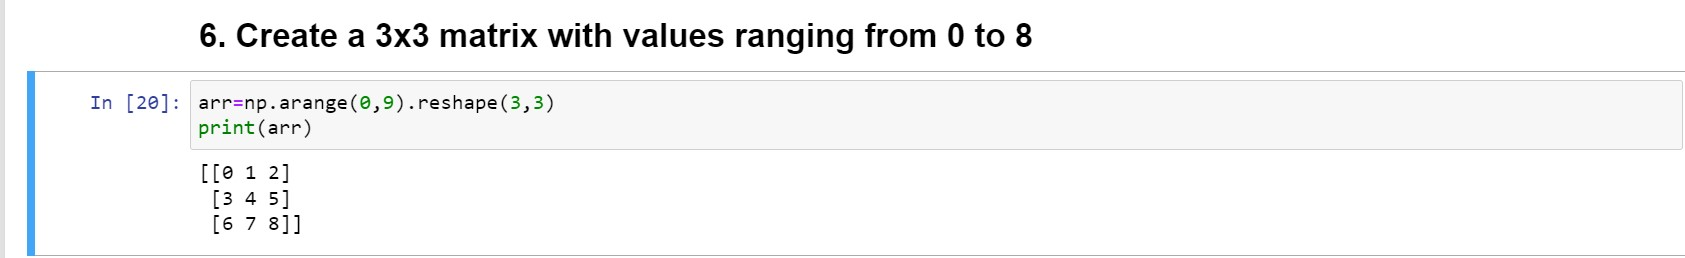 6. Create a 3x3 matrix with values ranging from 0 to 8
In [20]: arr=np.arange(0,9).reshape(3,3)
print(arr)
[[0 1 2]
 [3 4 5]
 [6 7 8]]